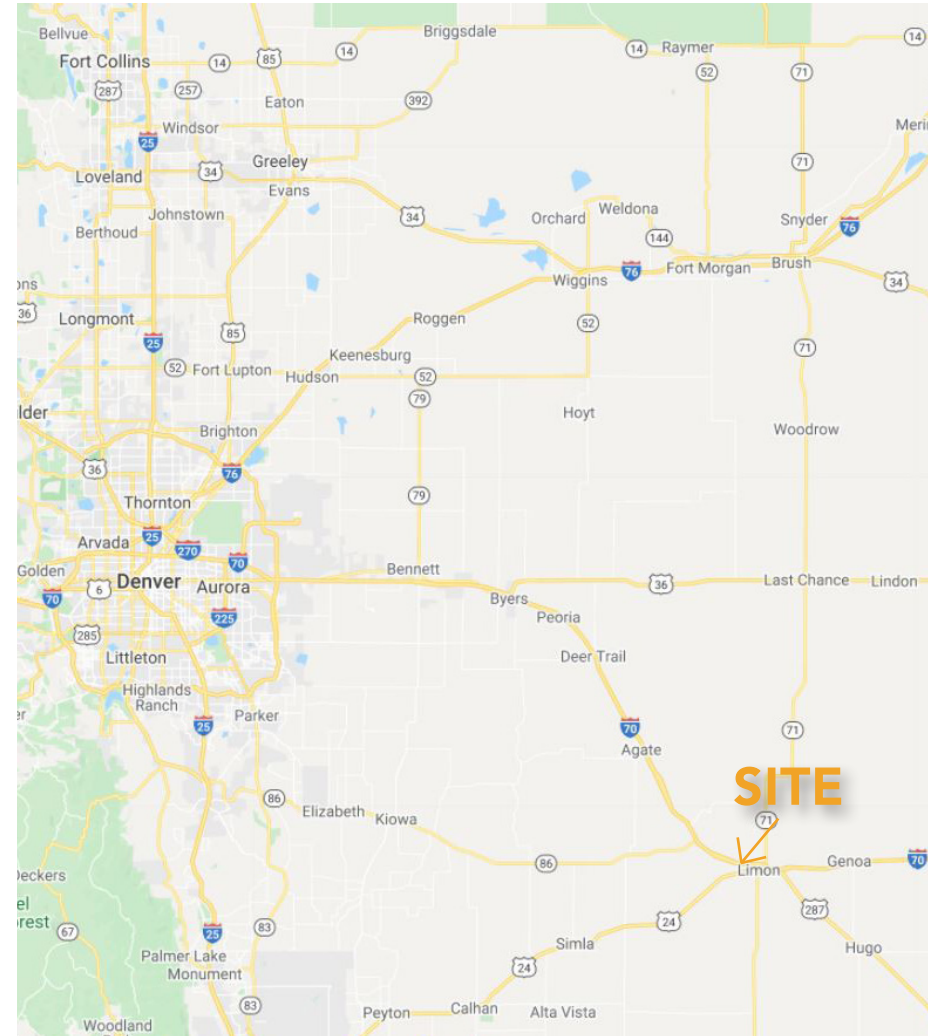 Bellvue
Briggsdale
14
14
85
14
14
Raymer
Fort Collins
52
71
287
257
Eaton
392
Windsor
25
Meri
71
Greeley
34
Loveland
Evans
Johnstown
34
Orchard
Weldona
Snyder
76
Berthoud
144
76
Fort Morgan
Brush
Wiggins
34
ons
36
Longmont
Roggen
52
85
25
71
Keenesburg
52
Fort Lupton
Hudson
52
79
lder
Hoyt
Woodrow
Brighton
36
76
79
Thornton
25
Arvada
270
70
Golden
Bennett
Denver
Aurora
36
Last Chance
Lindon
6
70
Byers
225
Peoria
285
Littleton
Deer Trail
Highlands
Ranch
er
25
Parker
70
71
Agate
SITE
86
Elizabeth
Kiowa
71
86
Genoa
70
Limon
Deckers
el
rest
67
25
83
24
287
Simla
Hugo
Palmer Lake
Monument
24
83
Peyton
Calhan
Alta Vista
Woodland